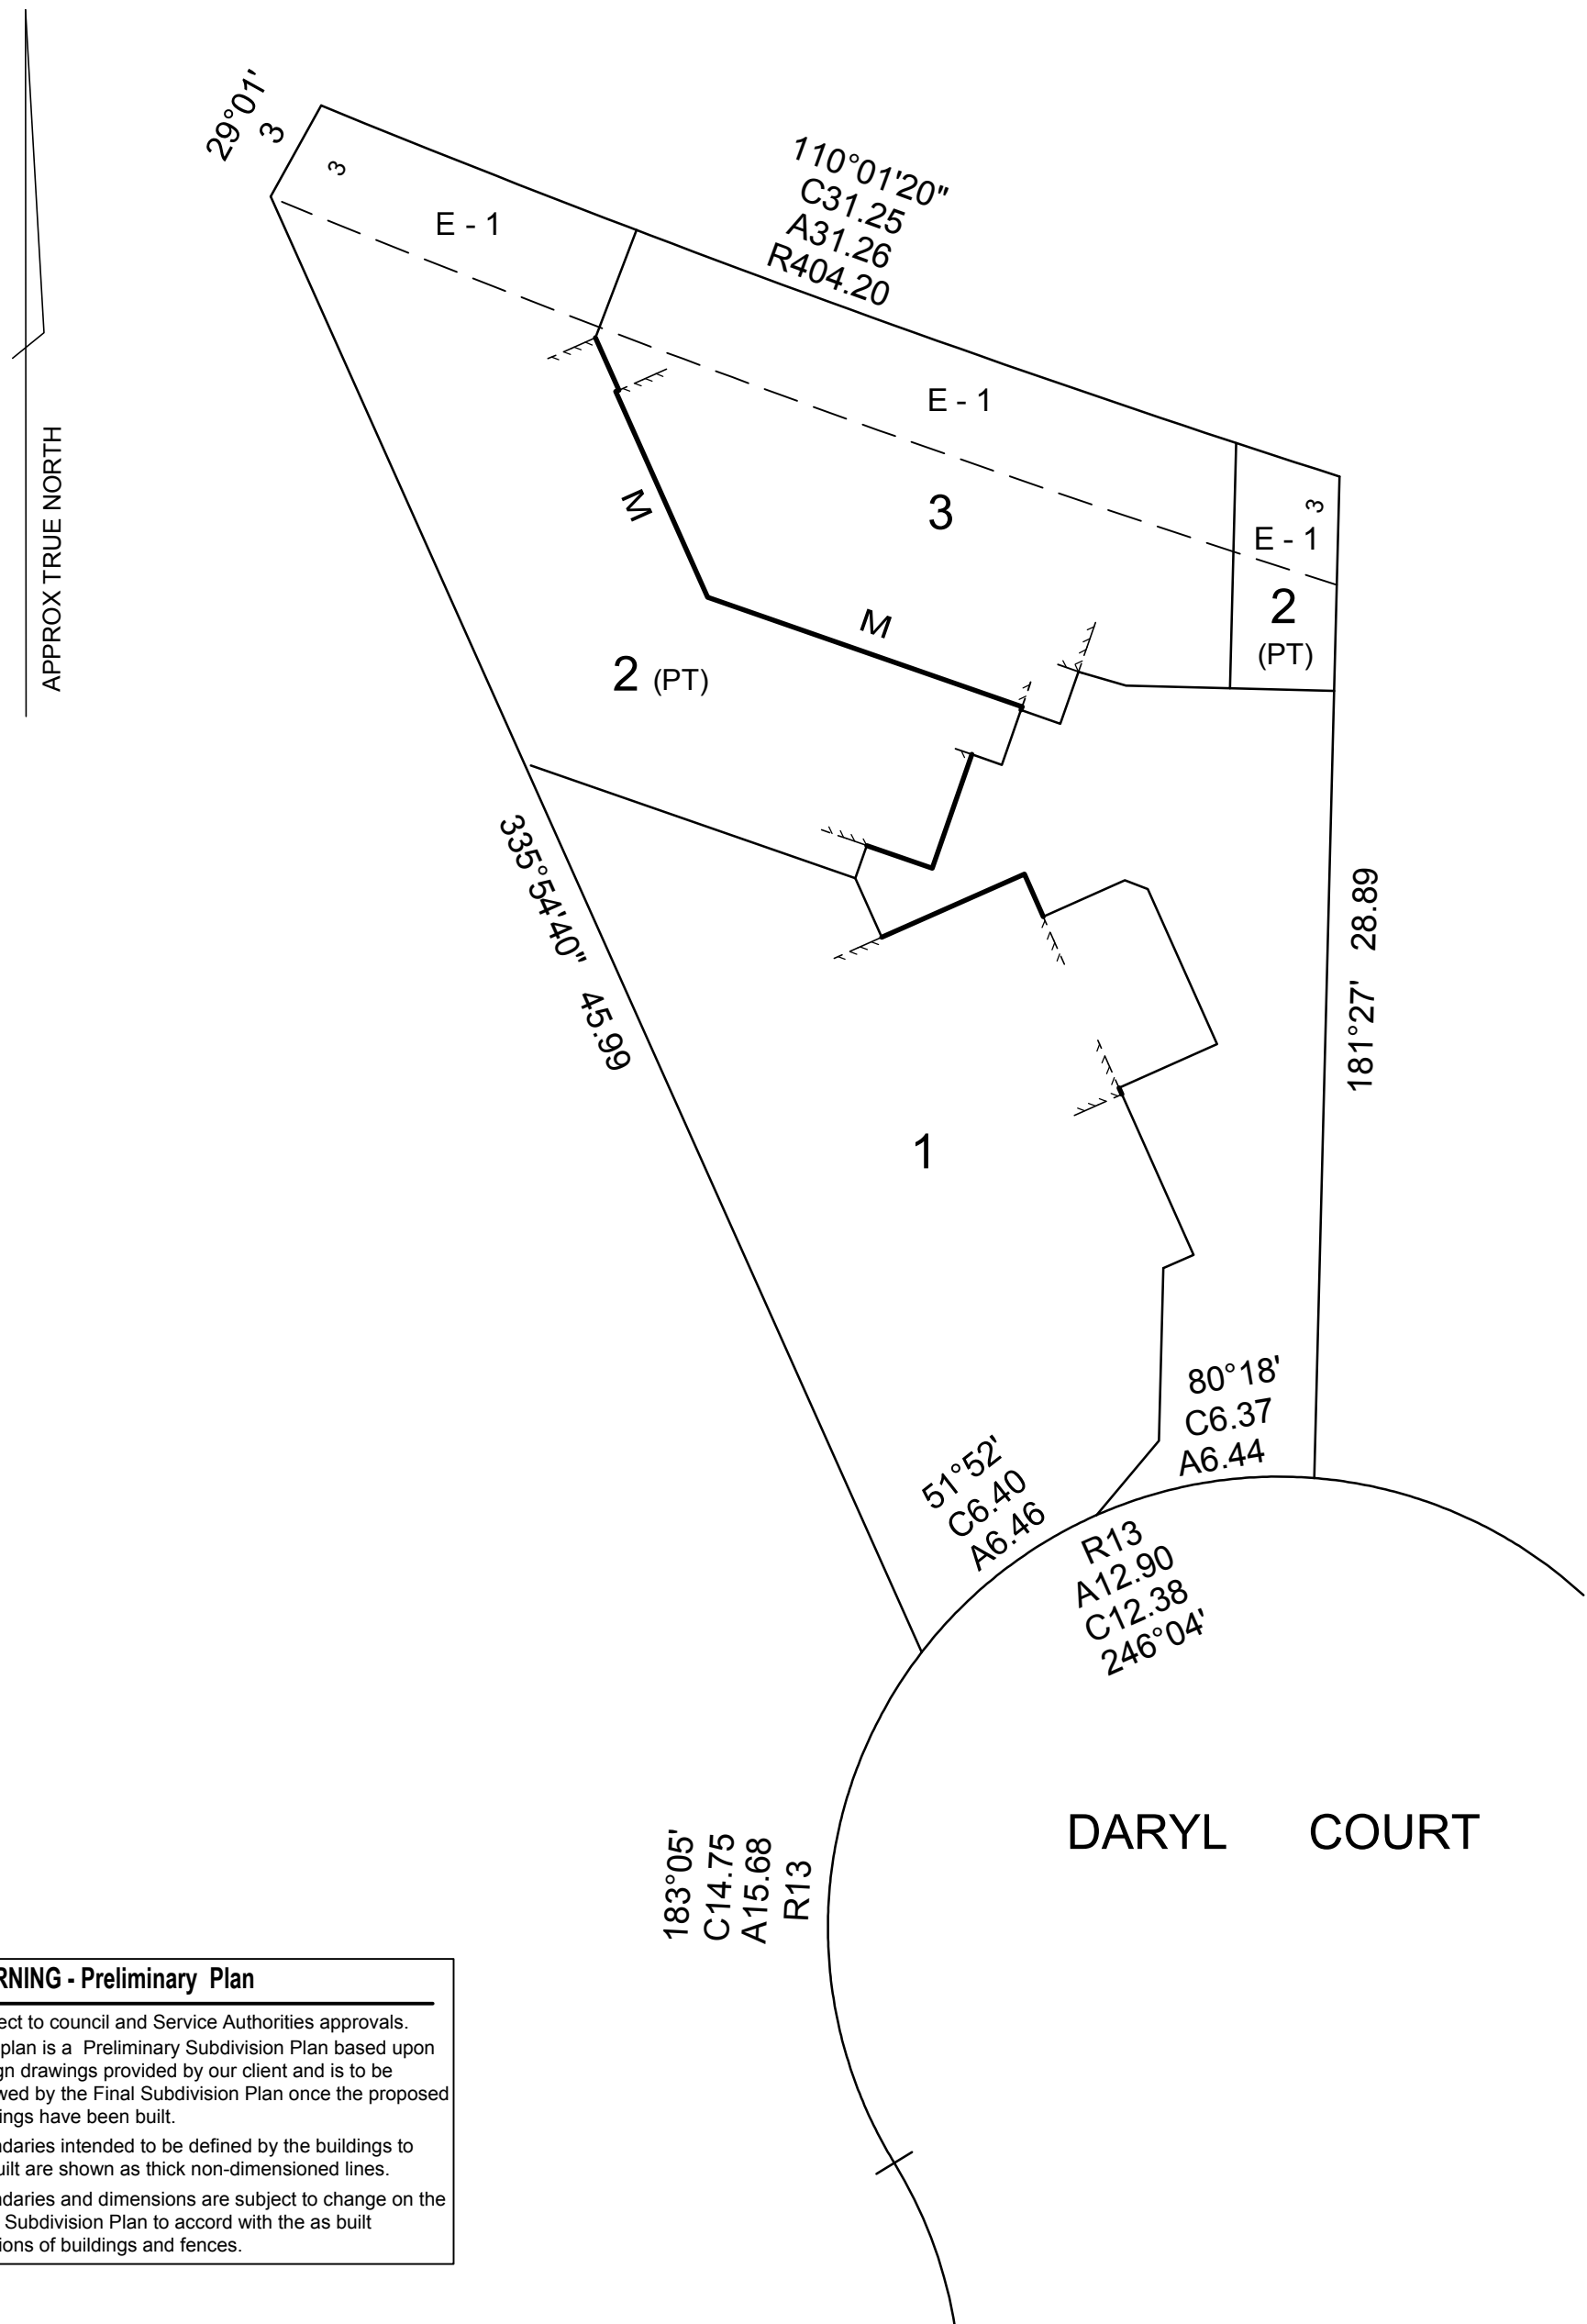 29°01'
3
3
110°01'20"
C31.25
A31.26
R404.20
E - 1
E - 1
APPROX TRUE NORTH
M
3
3
E - 1
2
(PT)
M
2 (PT)
335°54'40" 45.99
181°27' 28.89
1
80°18'
C6.37
A6.44
51°52'
C6.40
A6.46
R13
A12.90
C12.38
246°04'
DARYL COURT
183°05'
C14.75
A15.68
R13
RNING - Preliminary Plan
ect to council and Service Authorities approvals.
plan is a Preliminary Subdivision Plan based upon
gn drawings provided by our client and is to be
wed by the Final Subdivision Plan once the proposed
ings have been built.
ndaries intended to be defined by the buildings to
uilt are shown as thick non-dimensioned lines.
ndaries and dimensions are subject to change on the
Subdivision Plan to accord with the as built
ions of buildings and fences.